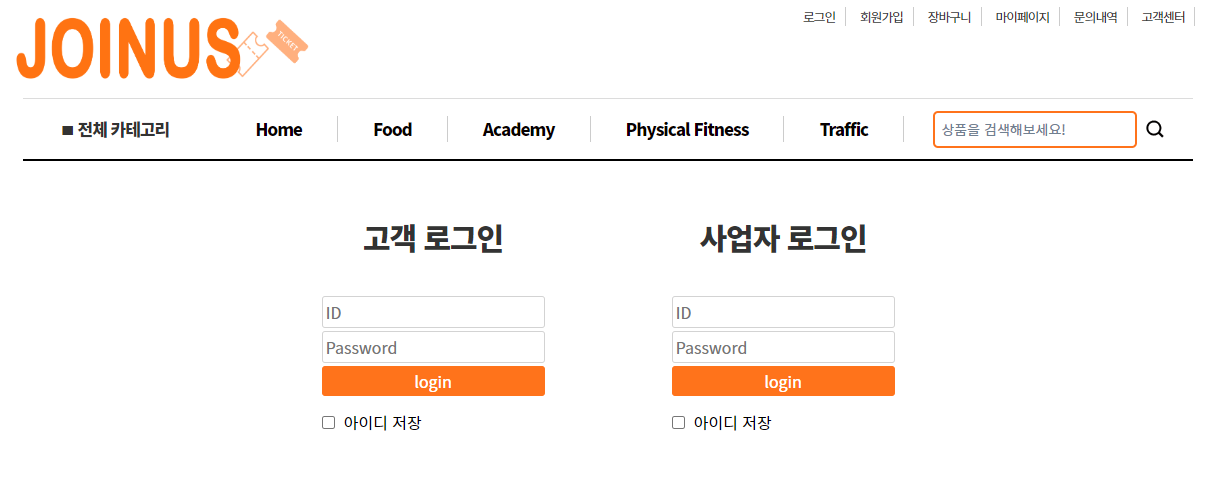 로그인 회원가입 장바구니 마이페이지 문의내역 고객센터
JOINUS TICKET
■ 전체 카테고리 Home Food Academy Physical Fitness Traffic 상품을 검색해보세요!
고객 로그인 사업자 로그인
ID ID
Password Password
login login
아이디 저장 아이디 저장